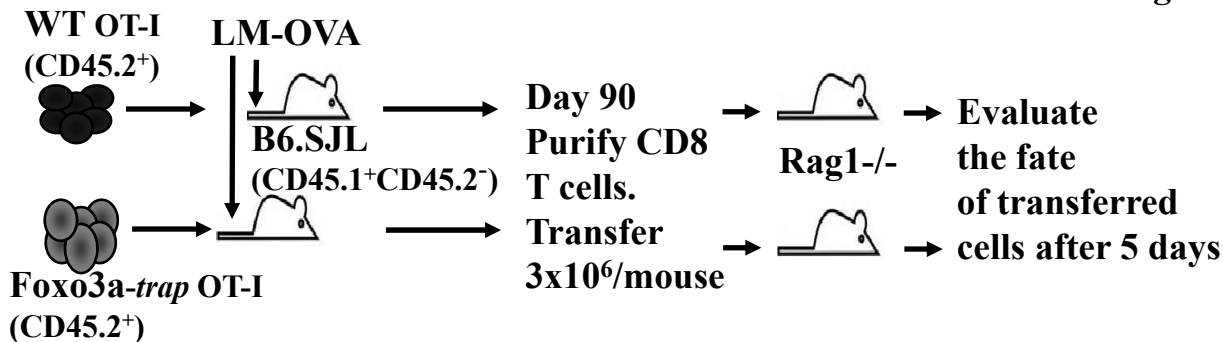 WT OT-I
(CD45.2⁺)
LM-OVA
B6.SJL
(CD45.1⁺CD45.2⁻)
Foxo3a-trap OT-I
(CD45.2⁺)
Day 90
Purify CD8
T cells.
Transfer
3x10⁶/mouse
Rag1-/-
Evaluate
the fate
of transferred
cells after 5 days